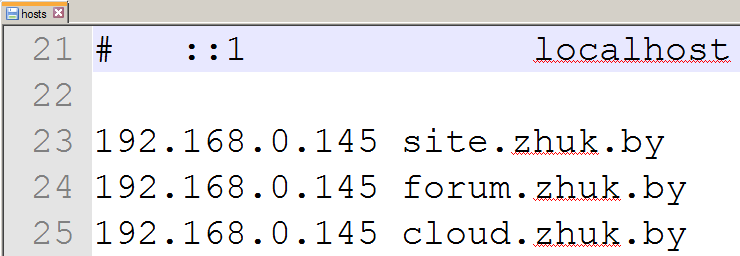 hosts
21 # ::1 localhost
22
23 192.168.0.145 site.zhuk.by
24 192.168.0.145 forum.zhuk.by
25 192.168.0.145 cloud.zhuk.by